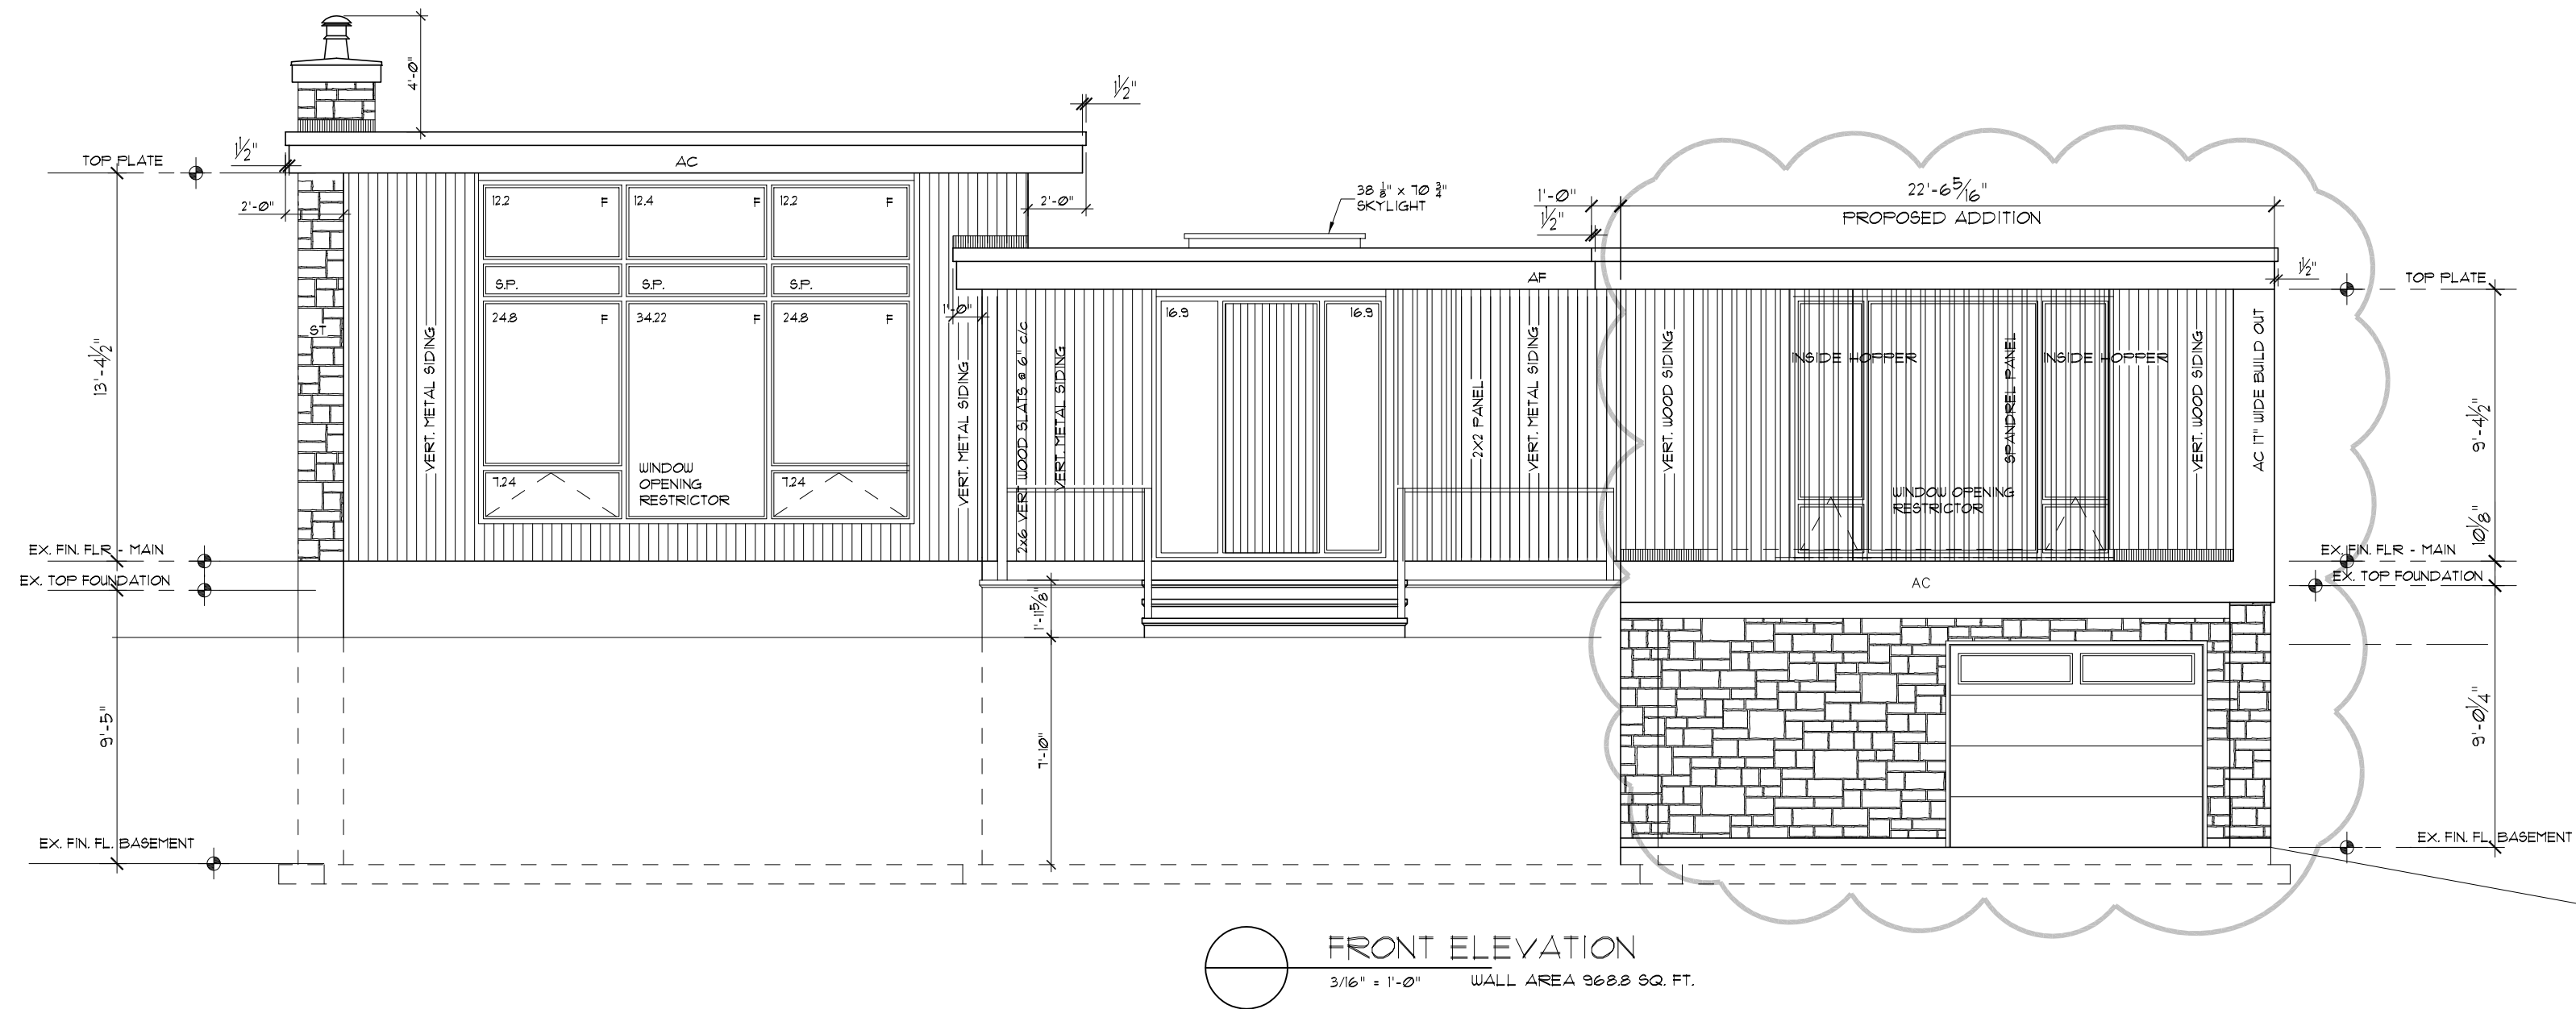 4'-0"
1 1/2"
1 1/2"
TOP PLATE
AC
2'-0"
2'-0"
38 1/8" x 70 3/4"
SKYLIGHT
1'-0"
1/2"
22'-6 5/16"
PROPOSED ADDITION
12.2 F
12.4 F
12.2 F
S.P.
S.P.
S.P.
AF
1/2"
TOP PLATE
24.8 F
34.22 F
24.8 F
1'-0"
16.9
16.9
ST
13'-4 1/2"
VERT. METAL SIDING
VERT. METAL SIDING
2x6 VERT WOOD SLATS @ 6" c/c
VERT. METAL SIDING
2X2 PANEL
VERT. METAL SIDING
VERT. WOOD SIDING
INSIDE HOPPER
SPANDREL PANEL
INSIDE HOPPER
VERT. WOOD SIDING
AC 17" WIDE BUILD OUT
9'-4 1/2"
7.24
WINDOW
OPENING
RESTRICTOR
7.24
WINDOW OPENING
RESTRICTOR
10 1/8"
EX. FIN. FLR - MAIN
EX. FIN. FLR - MAIN
EX. TOP FOUNDATION
EX. TOP FOUNDATION
AC
1'-11 5/8"
9'-5"
7'-10"
9'-0 1/4"
EX. FIN. FL. BASEMENT
EX. FIN. FL. BASEMENT
FRONT ELEVATION
3/16" = 1'-0" WALL AREA 968.8 SQ. FT.